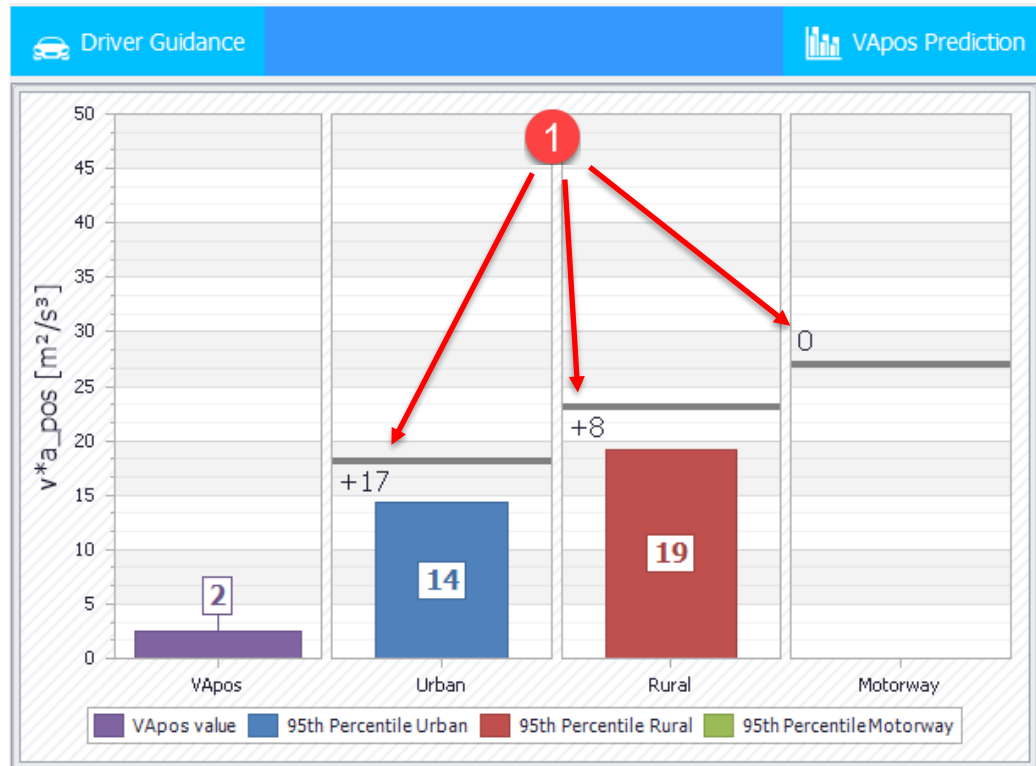 Driver Guidance
VApos Prediction
1
v*a_pos [m²/s³]
50
45
40
35
30
25
20
15
10
5
0
0
+8
+17
19
14
2
VApos
Urban
Rural
Motorway
VApos value
95th Percentile Urban
95th Percentile Rural
95th Percentile Motorway